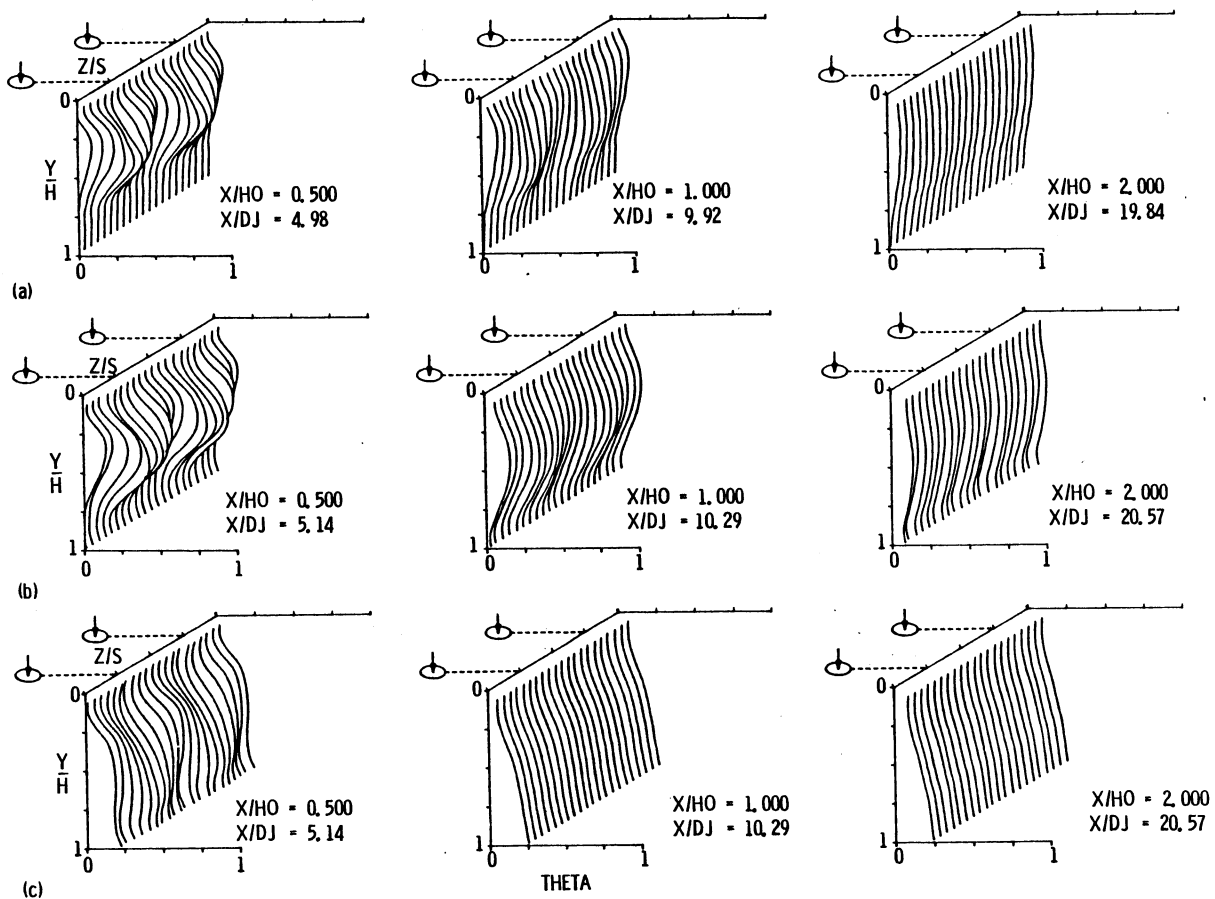 Z/S
0
Y/H
X/HO = 0.500
X/DJ = 4.98
1
0 1
0
X/HO = 1.000
X/DJ = 9.92
1
0 1
0
X/HO = 2.000
X/DJ = 19.84
1
0 1
(a)
Z/S
0
Y/H
X/HO = 0.500
X/DJ = 5.14
1
0 1
0
X/HO = 1.000
X/DJ = 10.29
1
0 1
0
X/HO = 2.000
X/DJ = 20.57
1
0 1
(b)
Z/S
0
Y/H
X/HO = 0.500
X/DJ = 5.14
1
0 1
0
X/HO = 1.000
X/DJ = 10.29
1
0 1
0
X/HO = 2.000
X/DJ = 20.57
1
0 1
THETA
(c)